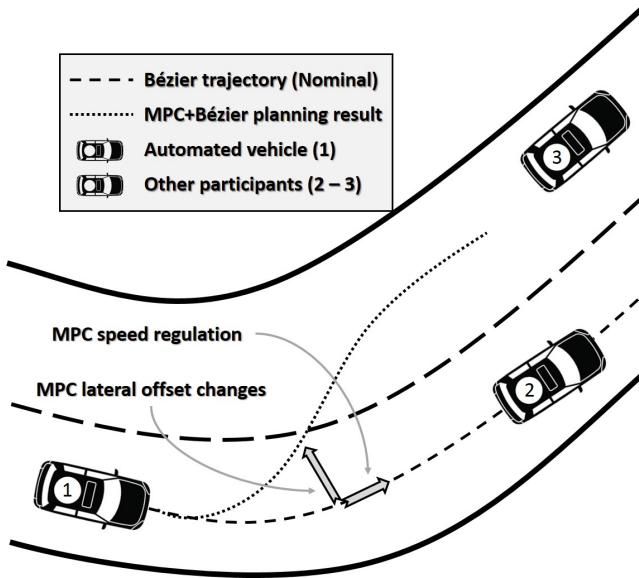 Bézier trajectory (Nominal)
MPC+Bézier planning result
Automated vehicle (1)
Other participants (2 – 3)
3
MPC speed regulation
MPC lateral offset changes
2
1